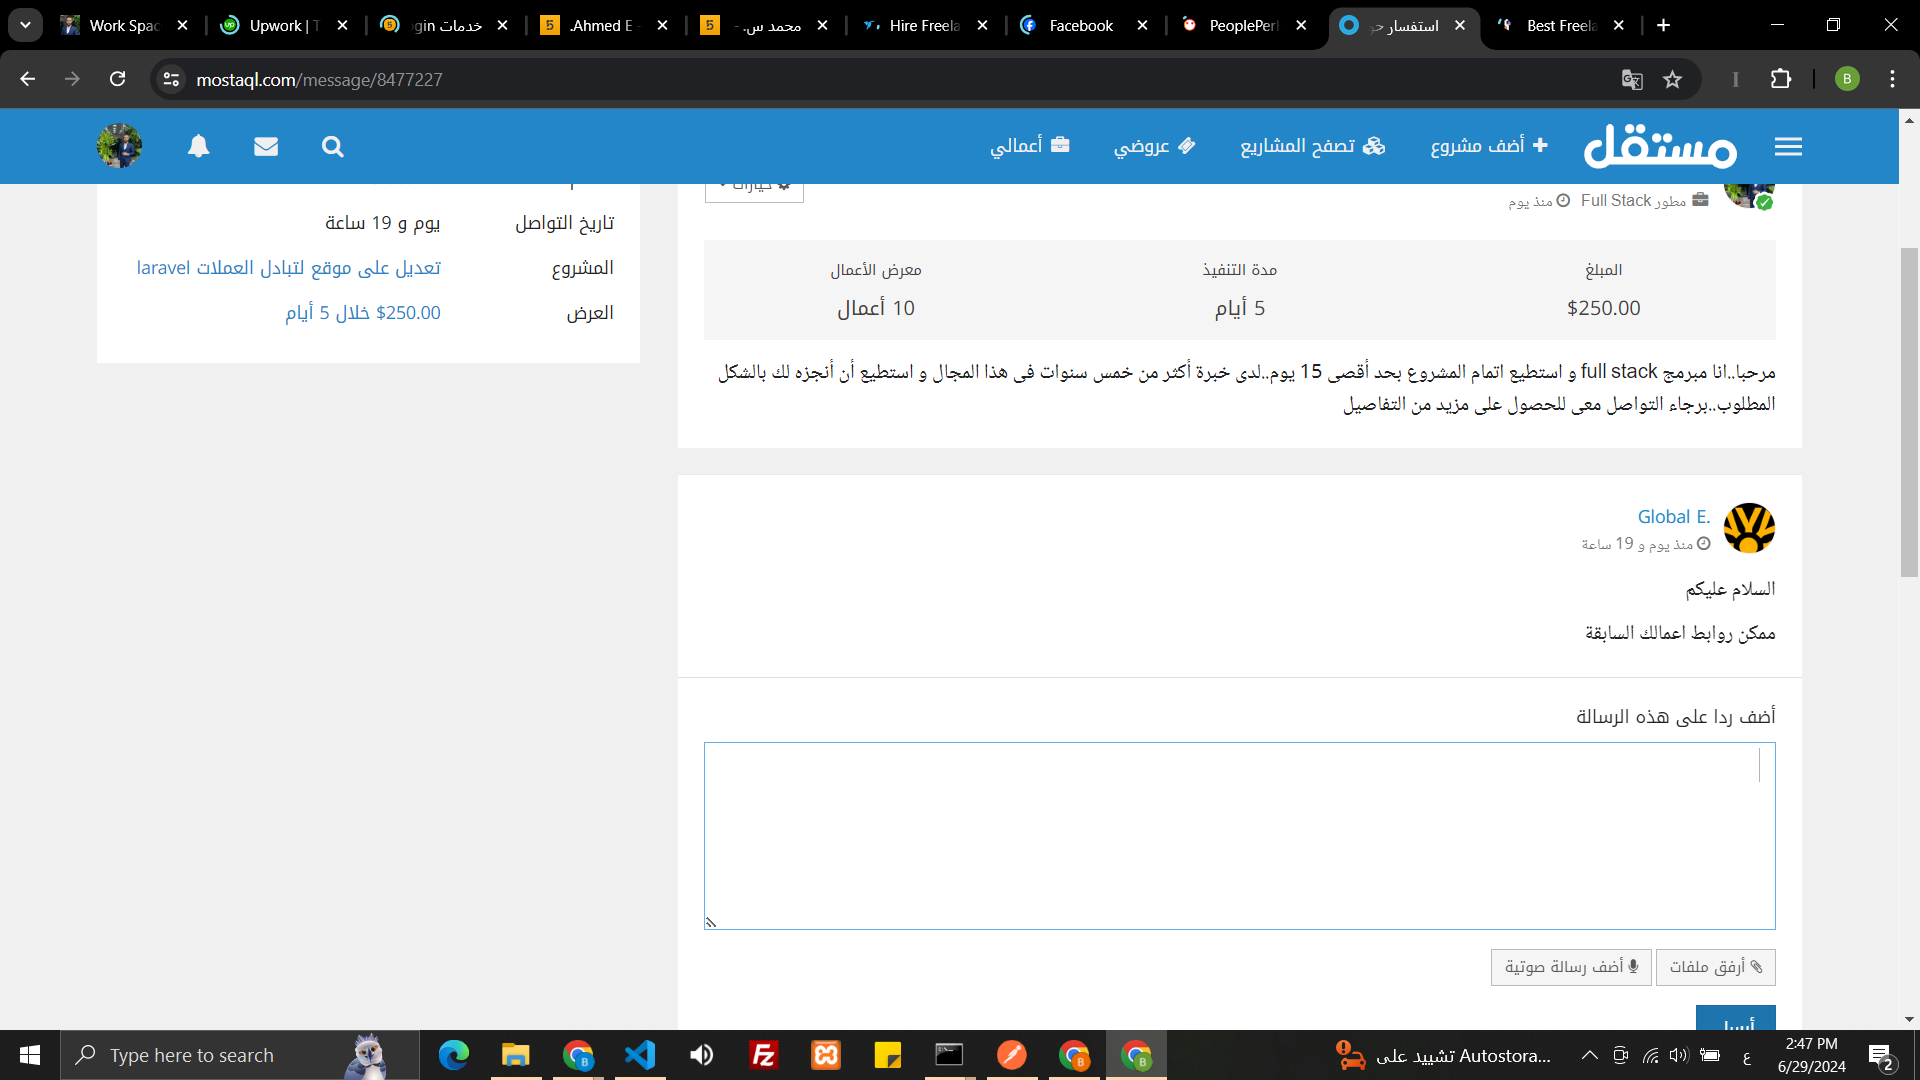 Work Spac
Upwork | T
خدمات gin
Ahmed E -
محمد س. -
Hire Freela
Facebook
PeoplePerH
استفسار حو
Best Freela
mostaql.com/message/8477227
B
مستقل
أضف مشروع
تصفح المشاريع
عروضي
أعمالي
خيارات
مطور Full Stack
منذ يوم
المبلغ
مدة التنفيذ
معرض الأعمال
$250.00
5 أيام
10 أعمال
مرحبا..انا مبرمج full stack و استطيع اتمام المشروع بحد أقصى 15 يوم..لدى خبرة أكثر من خمس سنوات فى هذا المجال و استطيع أن أنجزه لك بالشكل
المطلوب..برجاء التواصل معى للحصول على مزيد من التفاصيل
تاريخ التواصل
يوم و 19 ساعة
المشروع
تعديل على موقع لتبادل العملات laravel
العرض
$250.00 خلال 5 أيام
Global E.
منذ يوم و 19 ساعة
السلام عليكم
ممكن روابط اعمالك السابقة
أضف ردا على هذه الرسالة
أرفق ملفات
أضف رسالة صوتية
أرسل
Type here to search
تشييد على Autostora...
ع
2:47 PM
6/29/2024
2